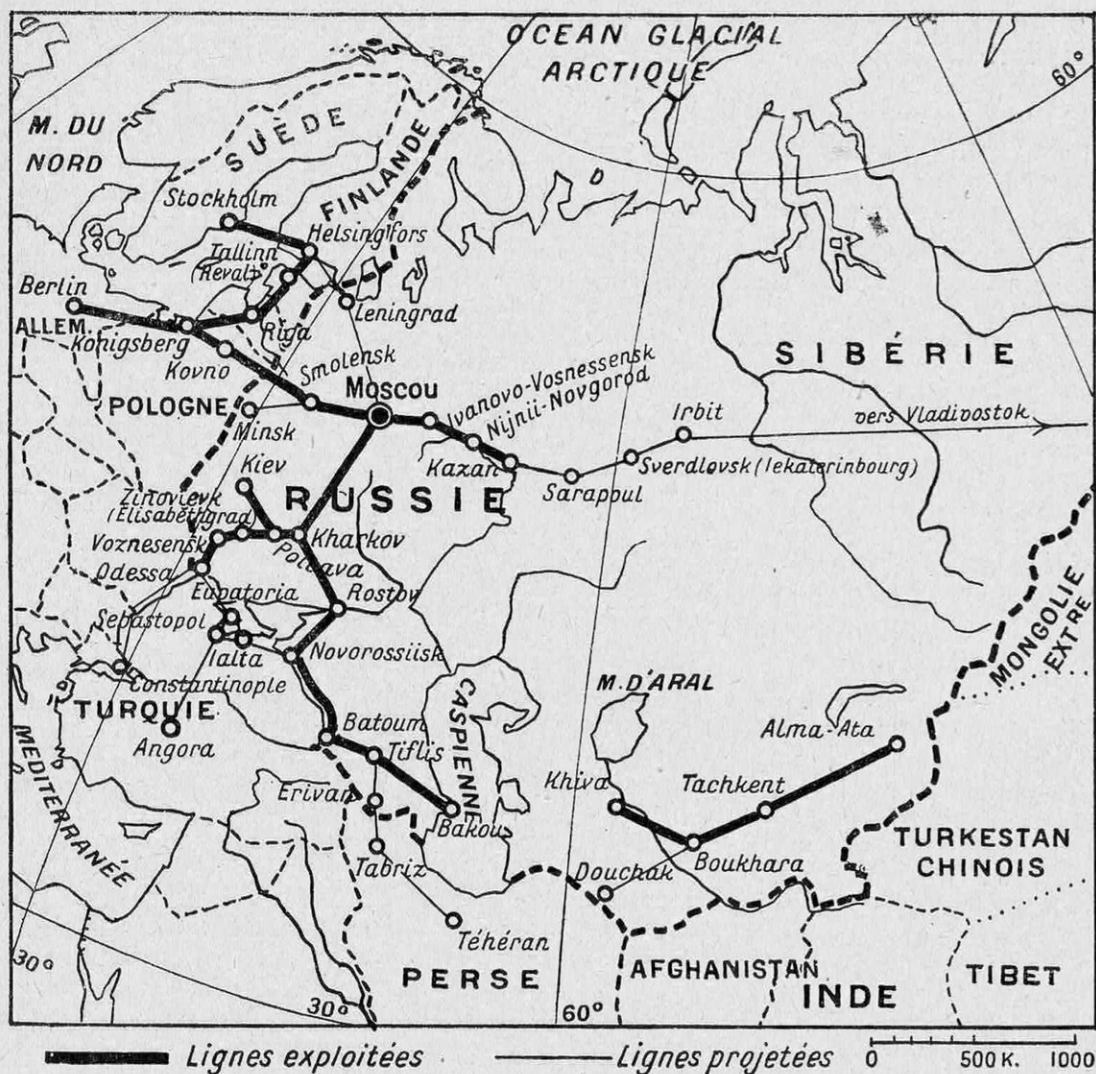 OCEAN GLACIAL
ARCTIQUE
60°
M. DU
NORD
SUÈDE
FINLANDE
Stockholm
Helsingfors
Tallinn
(Reval)
Berlin
ALLEM.
Königsberg
Riga
Leningrad
Kovno
Smolensk
Moscou
Ivanovo-Vosnessensk
Nijnii-Novgorod
SIBÉRIE
POLOGNE
Minsk
Irbit
vers Vladivostok
Kazan
Sarapoul
Sverdlovsk (Iekaterinbourg)
Kiev
RUSSIE
Zinovievk
(Elisabethgrad)
Voznesensk
Poltava
Kharkov
Odessa
Eupatoria
Rostov
Sebastopol
Ialta
Novorossiisk
Constantinople
TURQUIE
Angora
MEDITERRANÉE
Batoum
Tiflis
CASPIENNE
M. D'ARAL
MONGOLIE
EXTRE
Alma-Ata
Khiva
Tachkent
Erivan
Bakou
Tabriz
Douchak
Boukhara
TURKESTAN
CHINOIS
Téhéran
PERSE
AFGHANISTAN
INDE
TIBET
30°
30°
60°
Lignes exploitées
Lignes projetées
0 500 K. 1000